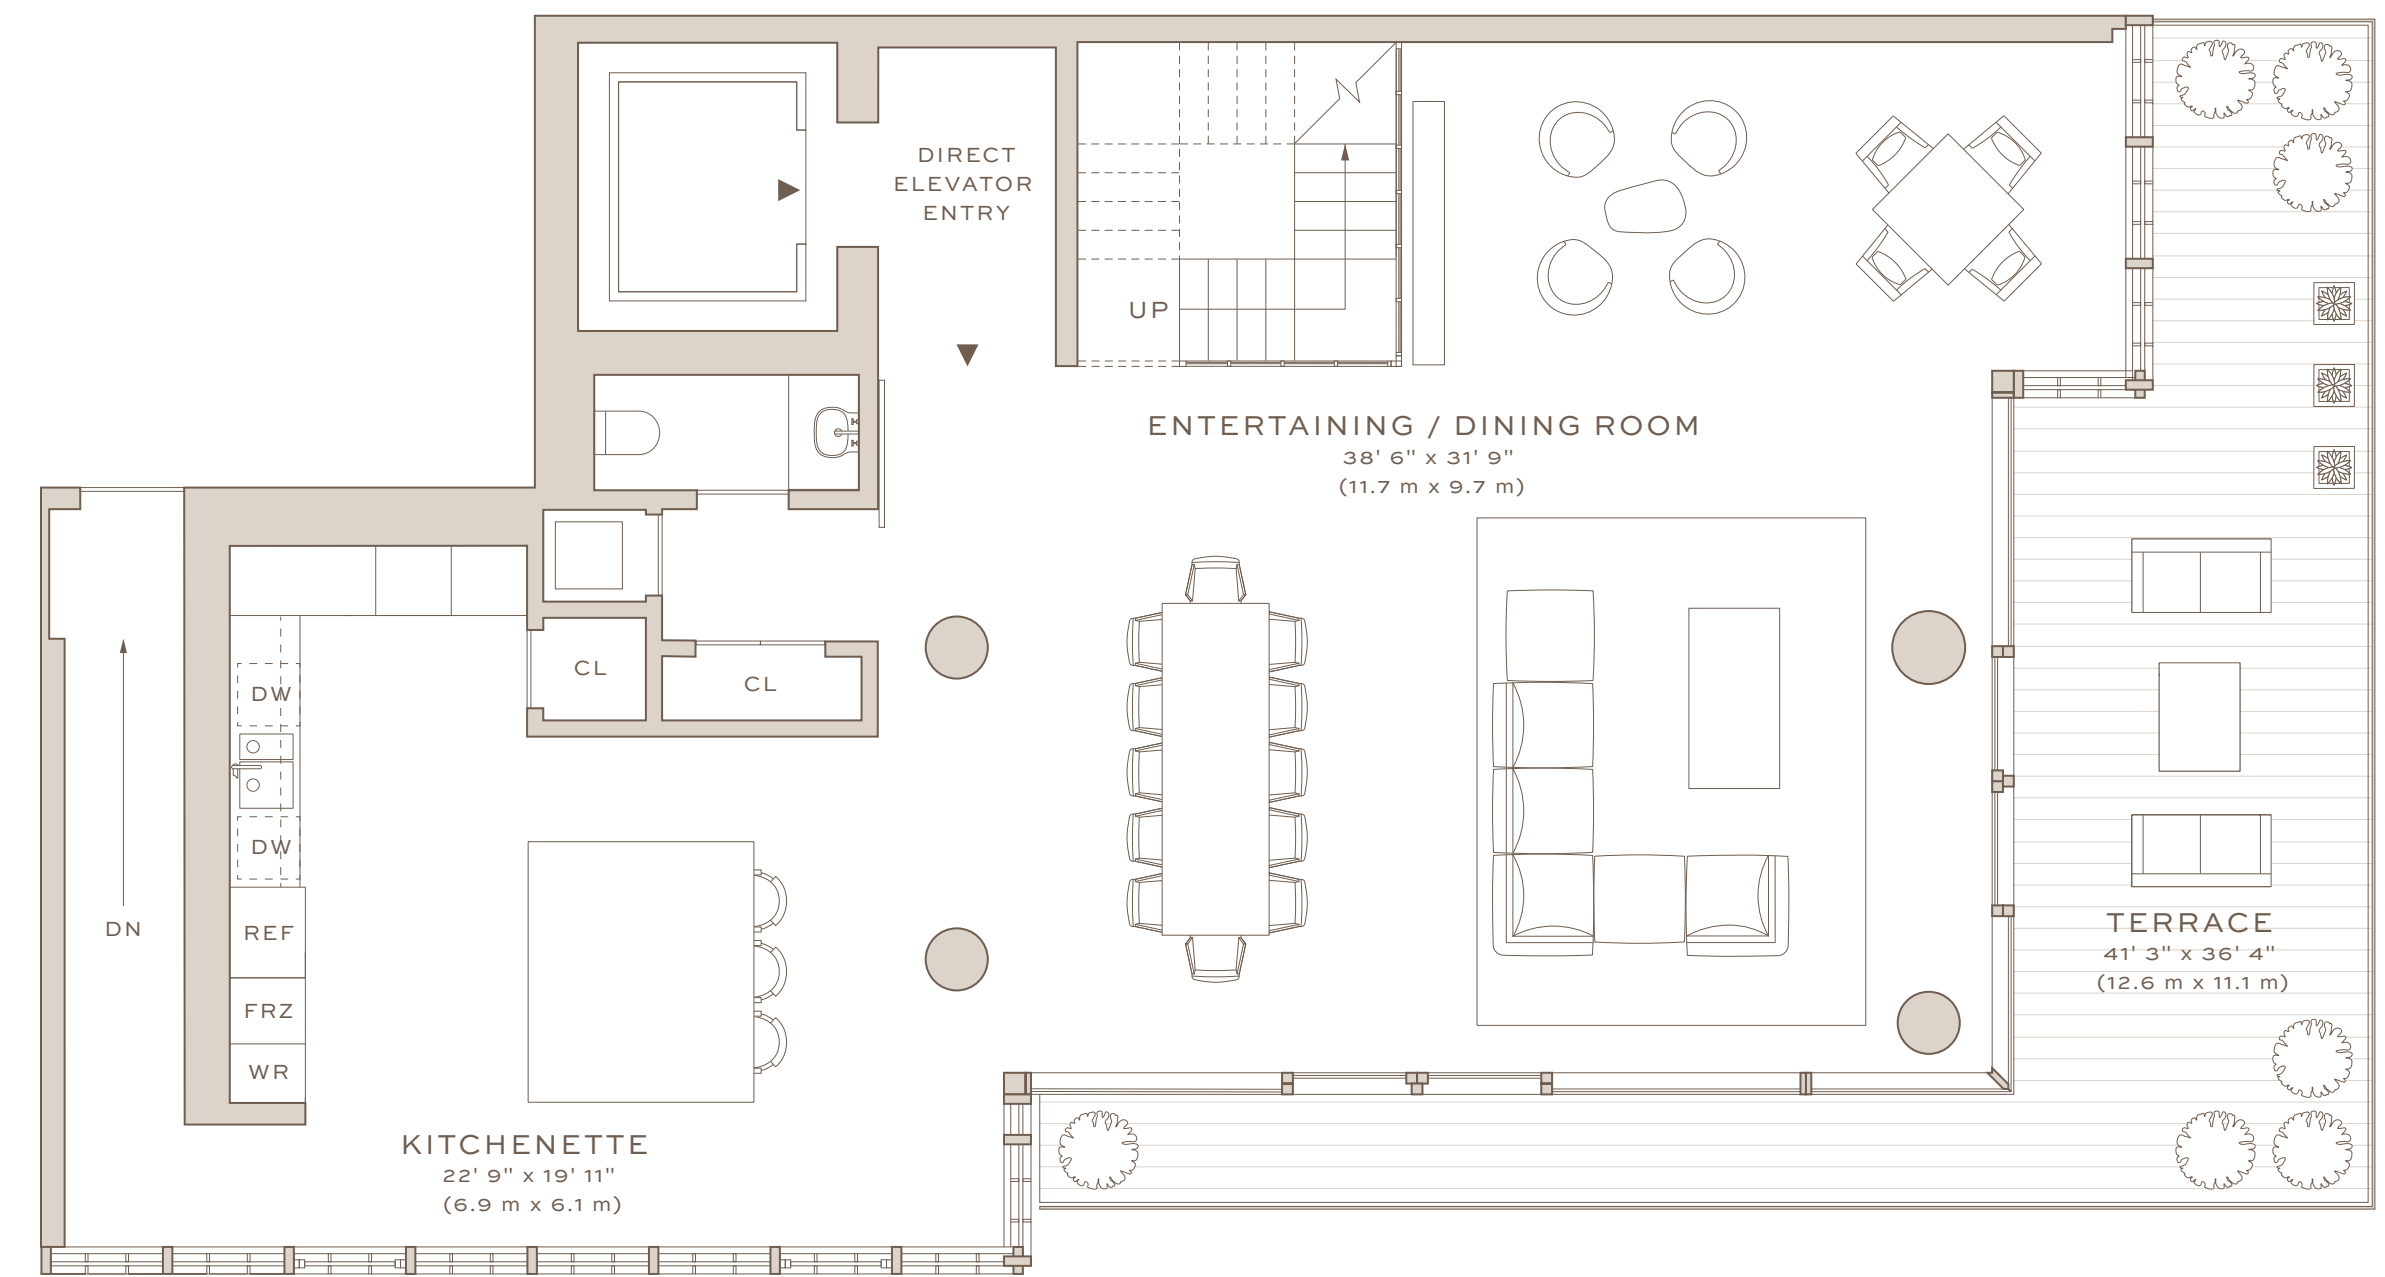 DIRECT
ELEVATOR
ENTRY
UP
ENTERTAINING / DINING ROOM
38' 6" x 31' 9"
(11.7 m x 9.7 m)
CL
CL
DW
DW
REF
FRZ
WR
DN
TERRACE
41' 3" x 36' 4"
(12.6 m x 11.1 m)
KITCHENETTE
22' 9" x 19' 11"
(6.9 m x 6.1 m)